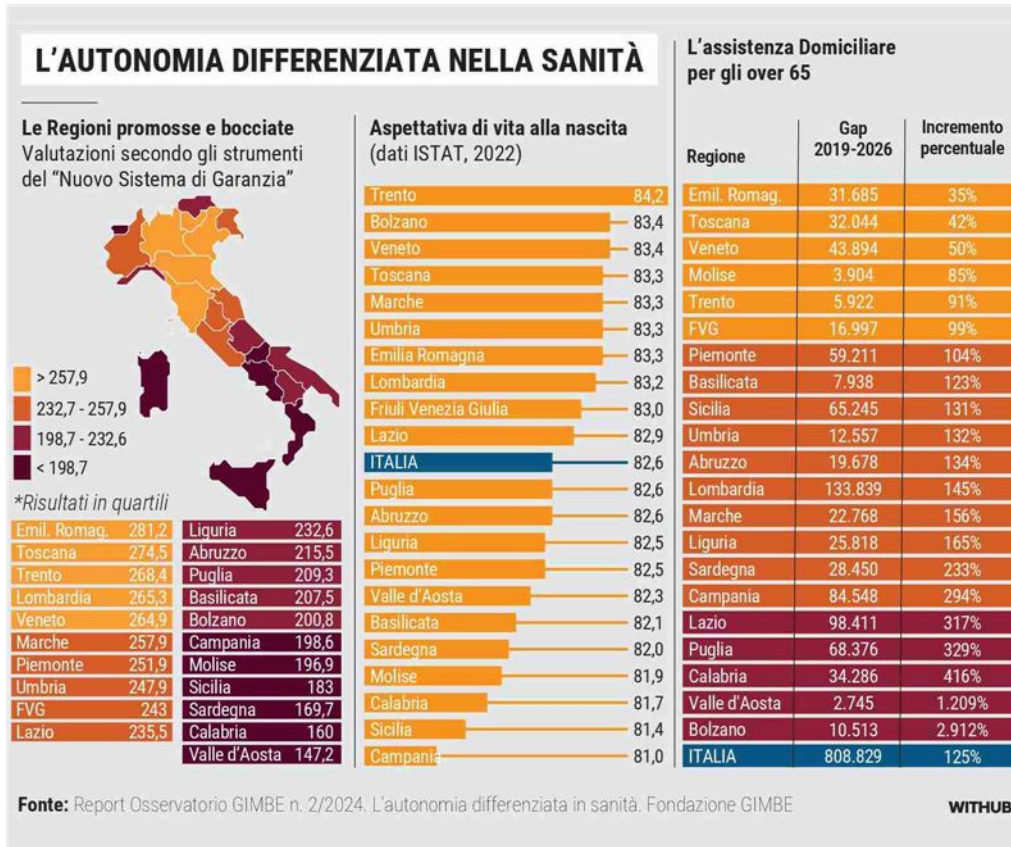 L'AUTONOMIA DIFFERENZIATA NELLA SANITÀ
Le Regioni promosse e bocciate
Valutazioni secondo gli strumenti
del "Nuovo Sistema di Garanzia"
> 257,9
232,7 - 257,9
198,7 - 232,6
< 198,7
*Risultati in quartili
Emil. Romag. 281,2
Toscana 274,5
Trento 268,4
Lombardia 265,3
Veneto 264,9
Marche 257,9
Piemonte 251,9
Umbria 247,9
FVG 243
Lazio 235,5
Liguria 232,6
Abruzzo 215,5
Puglia 209,3
Basilicata 207,5
Bolzano 200,8
Campania 198,6
Molise 196,9
Sicilia 183
Sardegna 169,7
Calabria 160
Valle d'Aosta 147,2
Aspettativa di vita alla nascita
(dati ISTAT, 2022)
Trento 84,2
Bolzano 83,4
Veneto 83,4
Toscana 83,3
Marche 83,3
Umbria 83,3
Emilia Romagna 83,3
Lombardia 83,2
Friuli Venezia Giulia 83,0
Lazio 82,9
ITALIA 82,6
Puglia 82,6
Abruzzo 82,6
Liguria 82,5
Piemonte 82,5
Valle d'Aosta 82,3
Basilicata 82,1
Sardegna 82,0
Molise 81,9
Calabria 81,7
Sicilia 81,4
Campania 81,0
L'assistenza Domiciliare
per gli over 65
Regione Gap 2019-2026 Incremento percentuale
Emil. Romag. 31.685 35%
Toscana 32.044 42%
Veneto 43.894 50%
Molise 3.904 85%
Trento 5.922 91%
FVG 16.997 99%
Piemonte 59.211 104%
Basilicata 7.938 123%
Sicilia 65.245 131%
Umbria 12.557 132%
Abruzzo 19.678 134%
Lombardia 133.839 145%
Marche 22.768 156%
Liguria 25.818 165%
Sardegna 28.450 233%
Campania 84.548 294%
Lazio 98.411 317%
Puglia 68.376 329%
Calabria 34.286 416%
Valle d'Aosta 2.745 1.209%
Bolzano 10.513 2.912%
ITALIA 808.829 125%
Fonte: Report Osservatorio GIMBE n. 2/2024. L'autonomia differenziata in sanità. Fondazione GIMBE
WITHUB